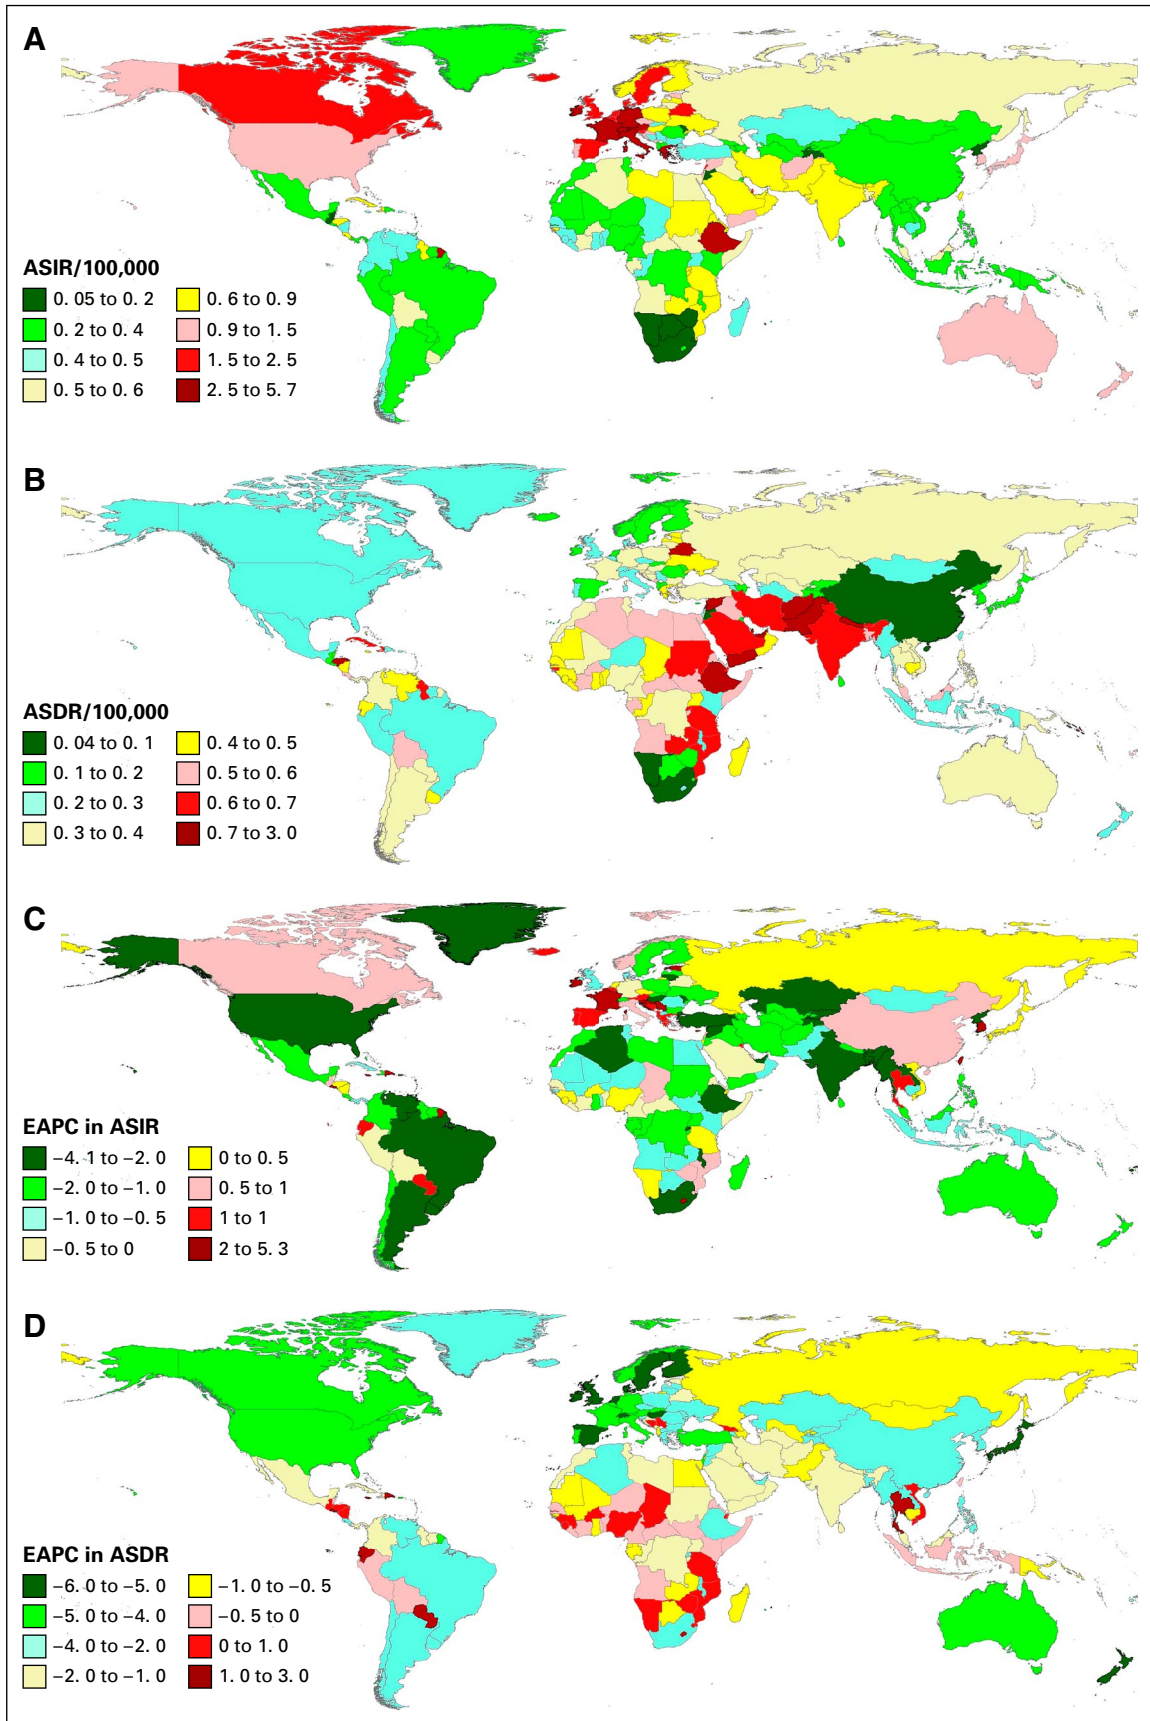 A
ASIR/100,000
0. 05 to 0. 2
0. 2 to 0. 4
0. 4 to 0. 5
0. 5 to 0. 6
0. 6 to 0. 9
0. 9 to 1. 5
1. 5 to 2. 5
2. 5 to 5. 7
B
ASDR/100,000
0. 04 to 0. 1
0. 1 to 0. 2
0. 2 to 0. 3
0. 3 to 0. 4
0. 4 to 0. 5
0. 5 to 0. 6
0. 6 to 0. 7
0. 7 to 3. 0
C
EAPC in ASIR
−4. 1 to −2. 0
−2. 0 to −1. 0
−1. 0 to −0. 5
−0. 5 to 0
0 to 0. 5
0. 5 to 1
1 to 1
2 to 5. 3
D
EAPC in ASDR
−6. 0 to −5. 0
−5. 0 to −4. 0
−4. 0 to −2. 0
−2. 0 to −1. 0
−1. 0 to −0. 5
−0. 5 to 0
0 to 1. 0
1. 0 to 3. 0